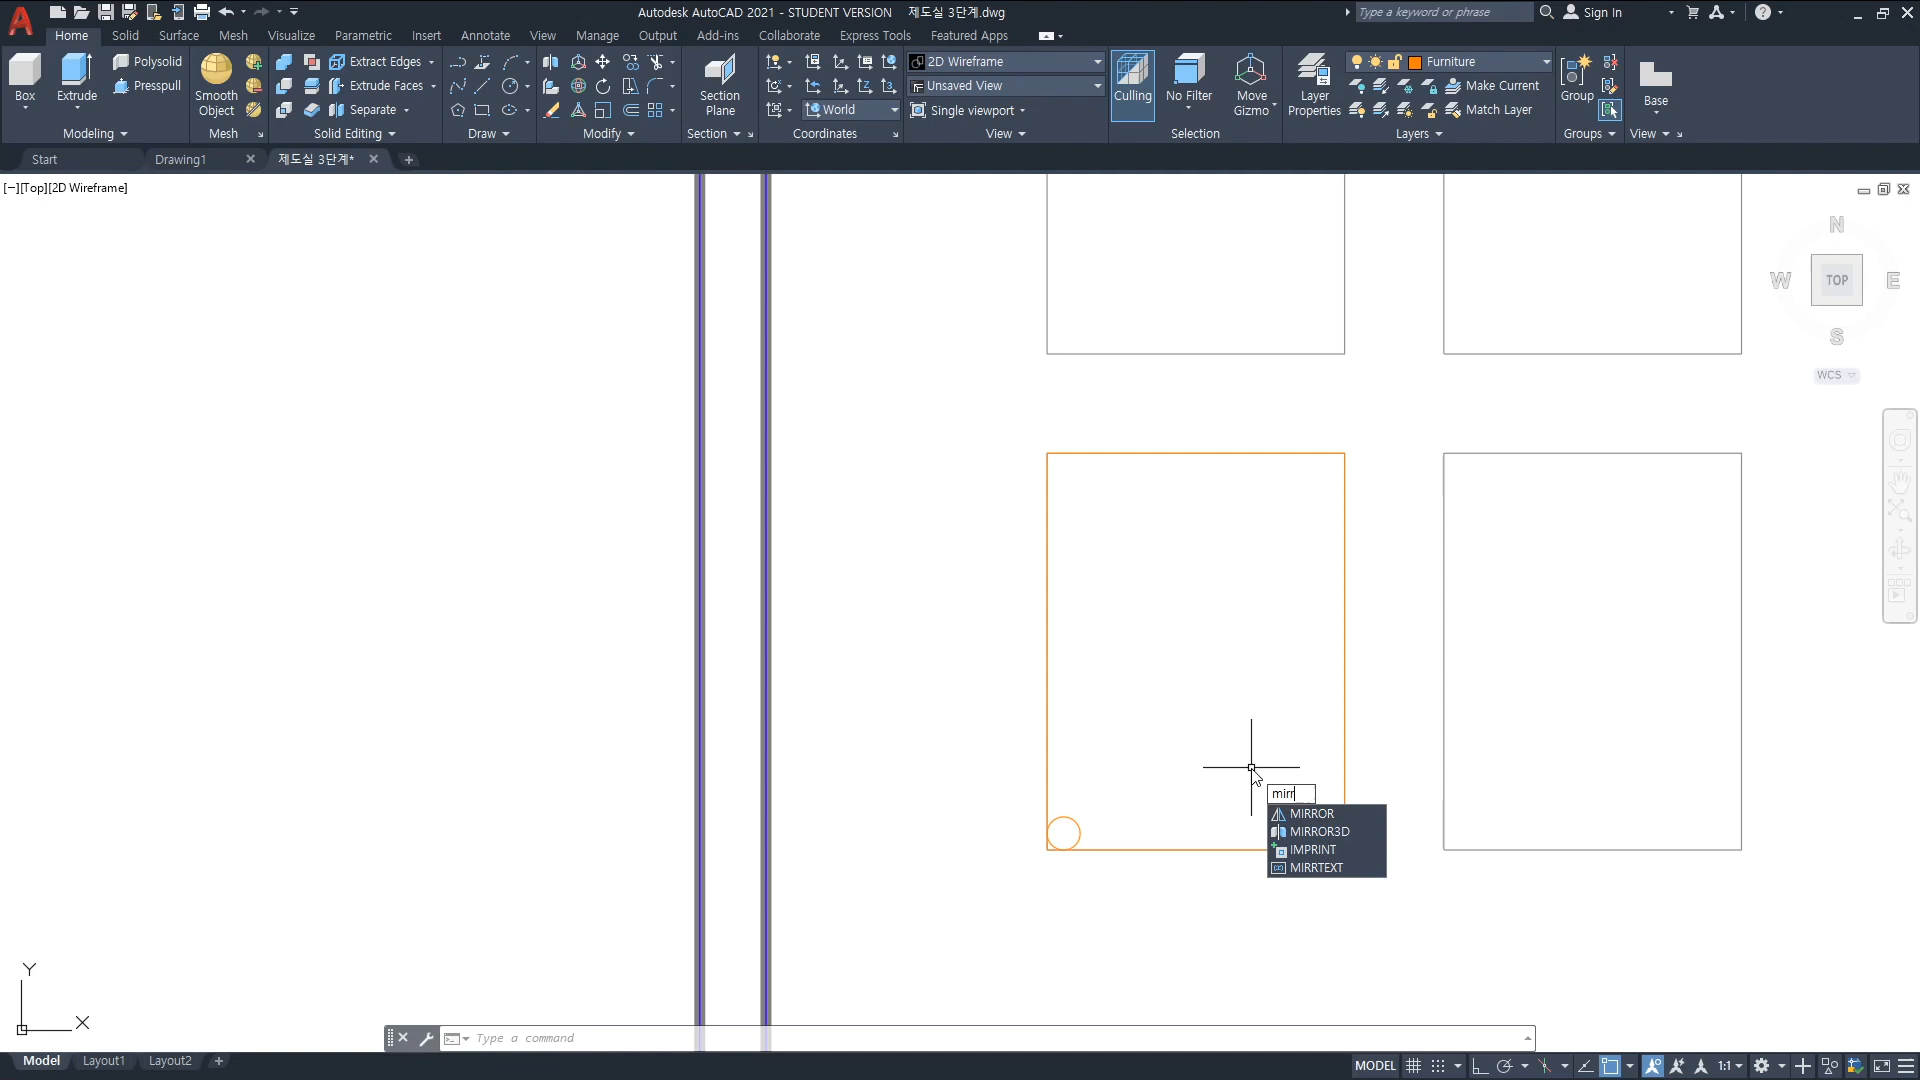 Autodesk AutoCAD 2021 - STUDENT VERSION 제도실 3단계.dwg
Type a keyword or phrase
Sign In
Home Solid Surface Mesh Visualize Parametric Insert Annotate View Manage Output Add-ins Collaborate Express Tools Featured Apps
Box
Extrude
Polysolid
Presspull
Modeling
Smooth
Object
Mesh
Extract Edges
Extrude Faces
Separate
Solid Editing
Draw
Modify
Section
Plane
Section
World
Coordinates
2D Wireframe
Unsaved View
Single viewport
View
Culling
No Filter
Move
Gizmo
Selection
Layer
Properties
Furniture
Make Current
Match Layer
Layers
Group
Groups
Base
View
Start
Drawing1
제도실 3단계*
[−][Top][2D Wireframe]
N
W
TOP
E
S
WCS
mirr
MIRROR
MIRROR3D
IMPRINT
MIRRTEXT
Y
X
Type a command
Model Layout1 Layout2
MODEL
1:1